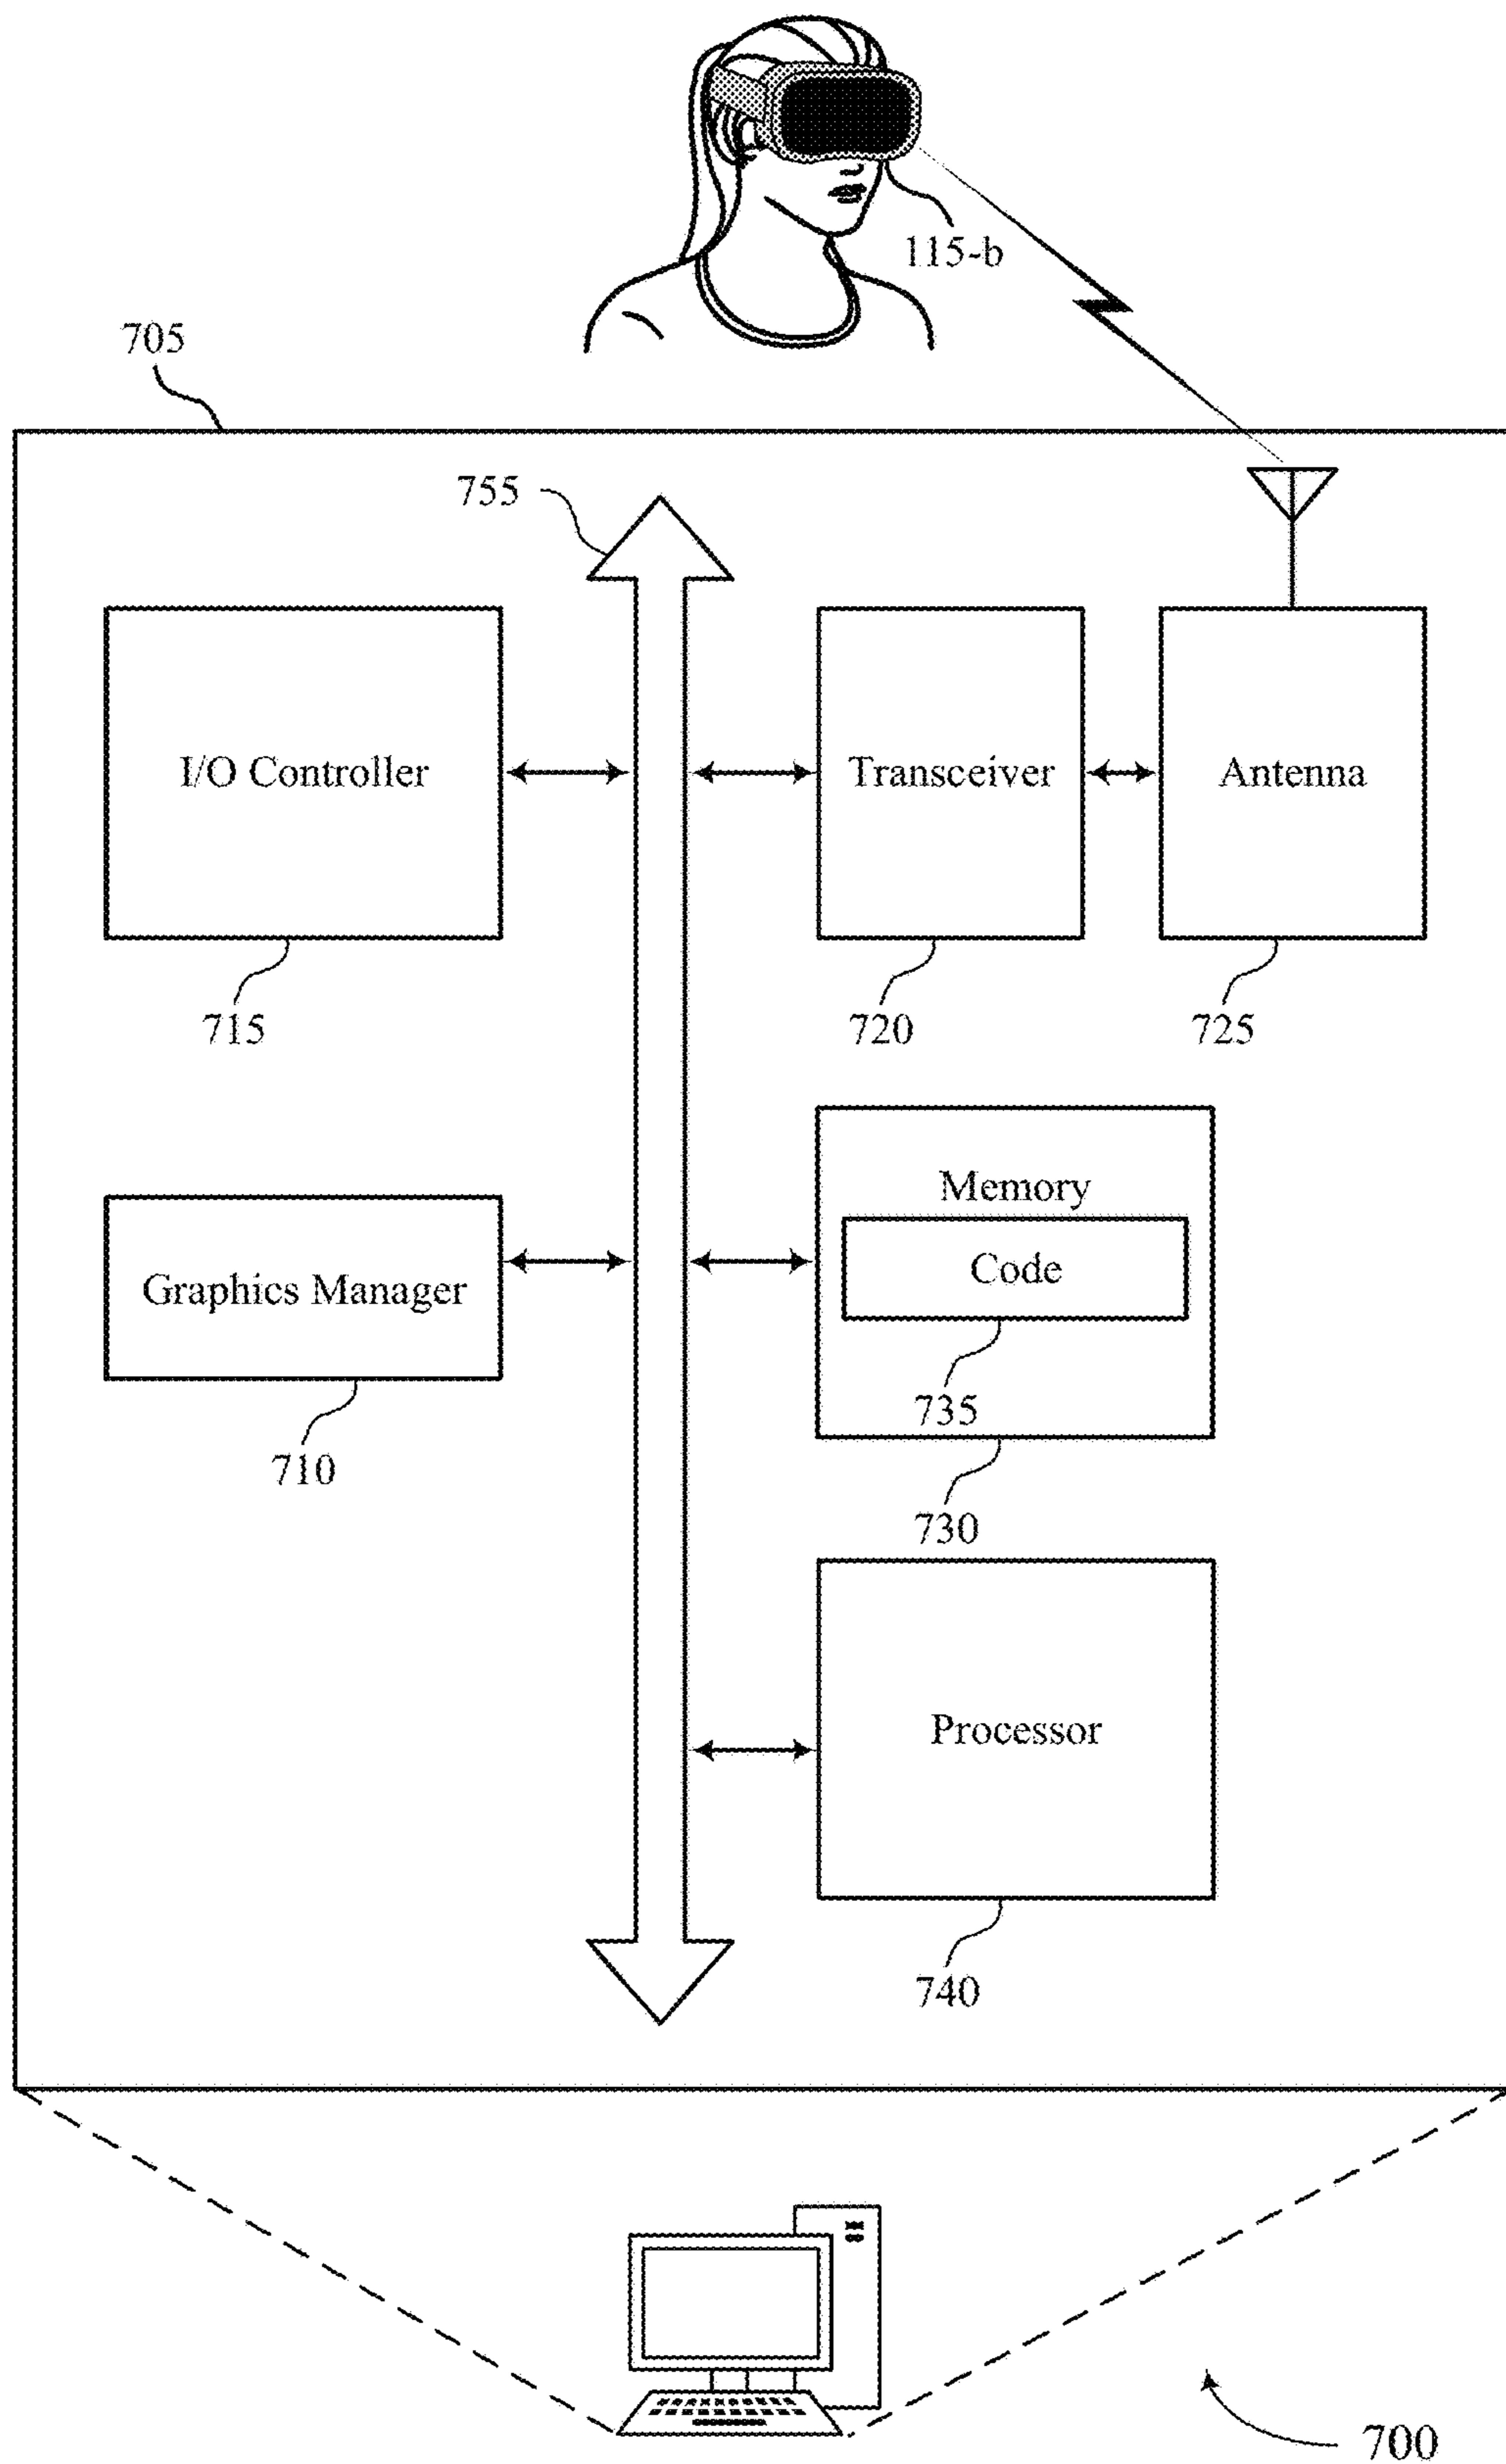 115-b
705
755
I/O Controller
Transceiver
Antenna
715
720
725
Memory
Code
Graphics Manager
735
710
730
Processor
740
700